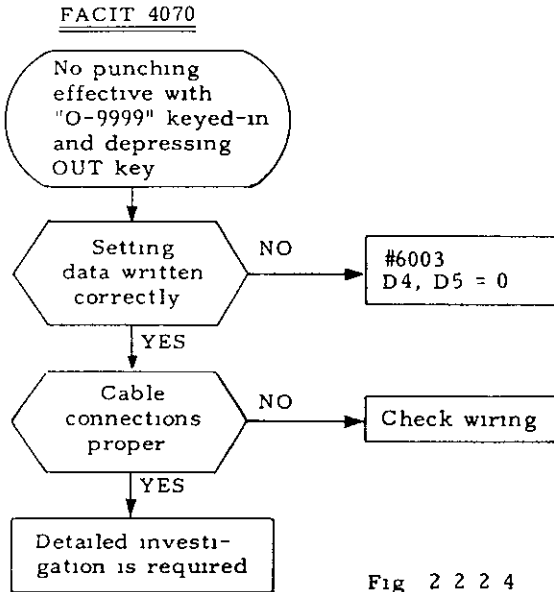 FACIT 4070
No punching
effective with
"O-9999" keyed-in
and depressing
OUT key
Setting
data written
correctly
NO
#6003
D4, D5 = 0
YES
Cable
connections
proper
NO
Check wiring
YES
Detailed investi-
gation is required
Fig 2 2 2 4